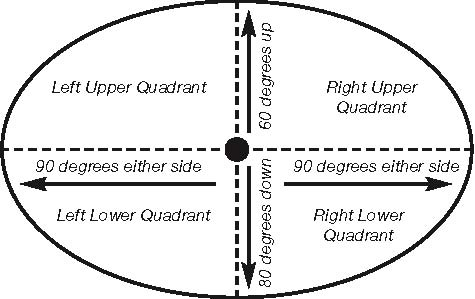 Left Upper Quadrant
60 degrees up
Right Upper
Quadrant
90 degrees either side
90 degrees either side
Left Lower Quadrant
80 degrees down
Right Lower
Quadrant